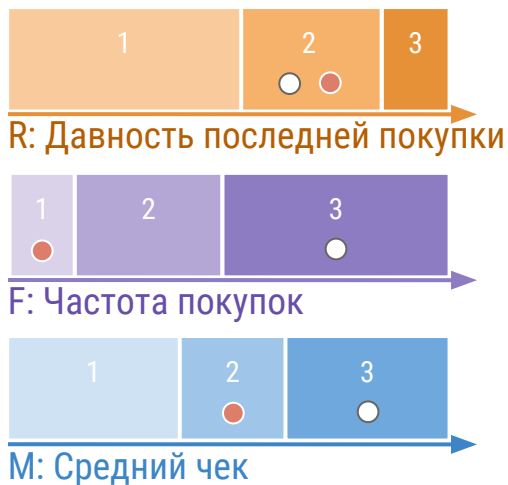 1 2 3
R: Давность последней покупки
1 2 3
F: Частота покупок
1 2 3
M: Средний чек